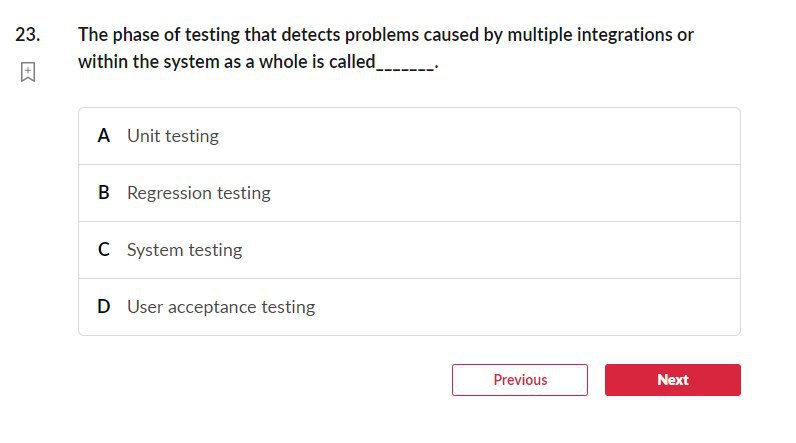 23. The phase of testing that detects problems caused by multiple integrations or
within the system as a whole is called_______.
A Unit testing
B Regression testing
C System testing
D User acceptance testing
Previous Next